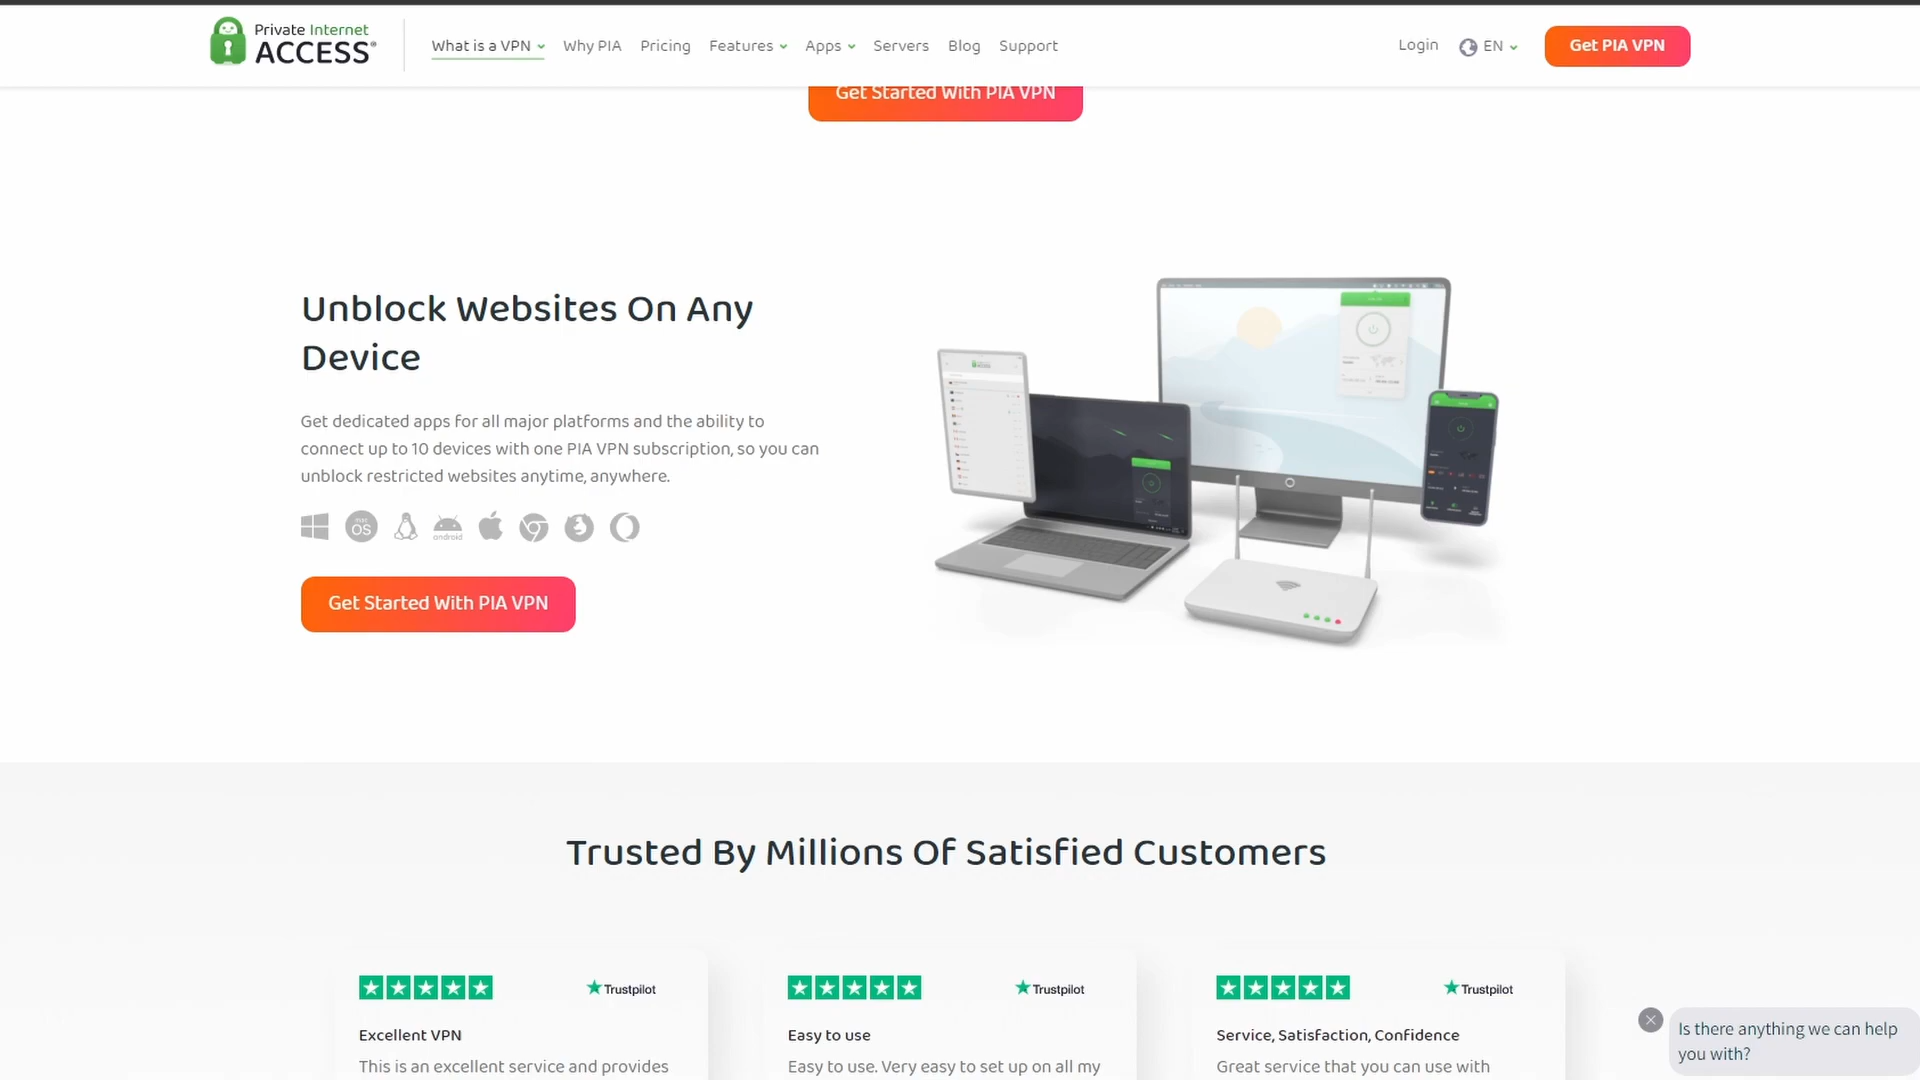 Private Internet
ACCESS®
What is a VPN
Why PIA
Pricing
Features
Apps
Servers
Blog
Support
Login
EN
Get PIA VPN
Get Started With PIA VPN
Unblock Websites On Any
Device
Get dedicated apps for all major platforms and the ability to
connect up to 10 devices with one PIA VPN subscription, so you can
unblock restricted websites anytime, anywhere.
mac
OS
android
Get Started With PIA VPN
ACCESS
Trusted By Millions Of Satisfied Customers
Trustpilot
Excellent VPN
This is an excellent service and provides
Trustpilot
Easy to use
Easy to use. Very easy to set up on all my
Trustpilot
Service, Satisfaction, Confidence
Great service that you can use with
Is there anything we can help
you with?